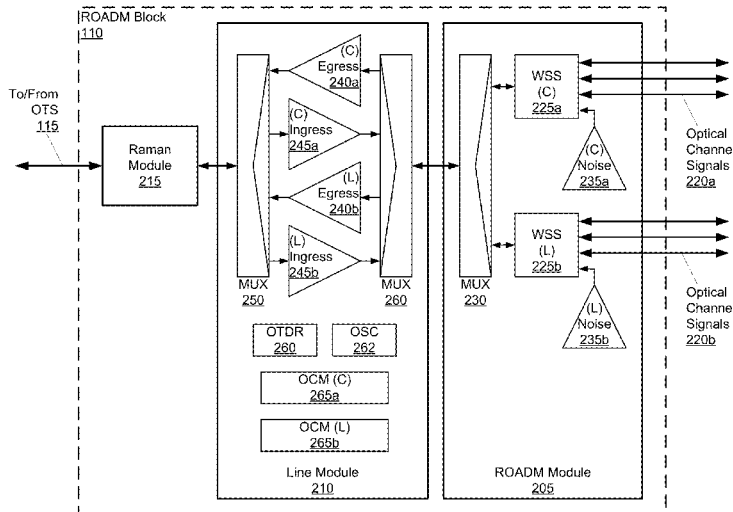 ROADM Block
110
To/From
OTS
115
Raman
Module
215
(C)
Egress
240a
(C)
Ingress
245a
(L)
Egress
240b
(L)
Ingress
245b
MUX
250
MUX
260
OTDR
260
OSC
262
OCM (C)
265a
OCM (L)
265b
Line Module
210
MUX
230
WSS
(C)
225a
(C)
Noise
235a
WSS
(L)
225b
(L)
Noise
235b
ROADM Module
205
Optical
Channe
Signals
220a
Optical
Channe
Signals
220b